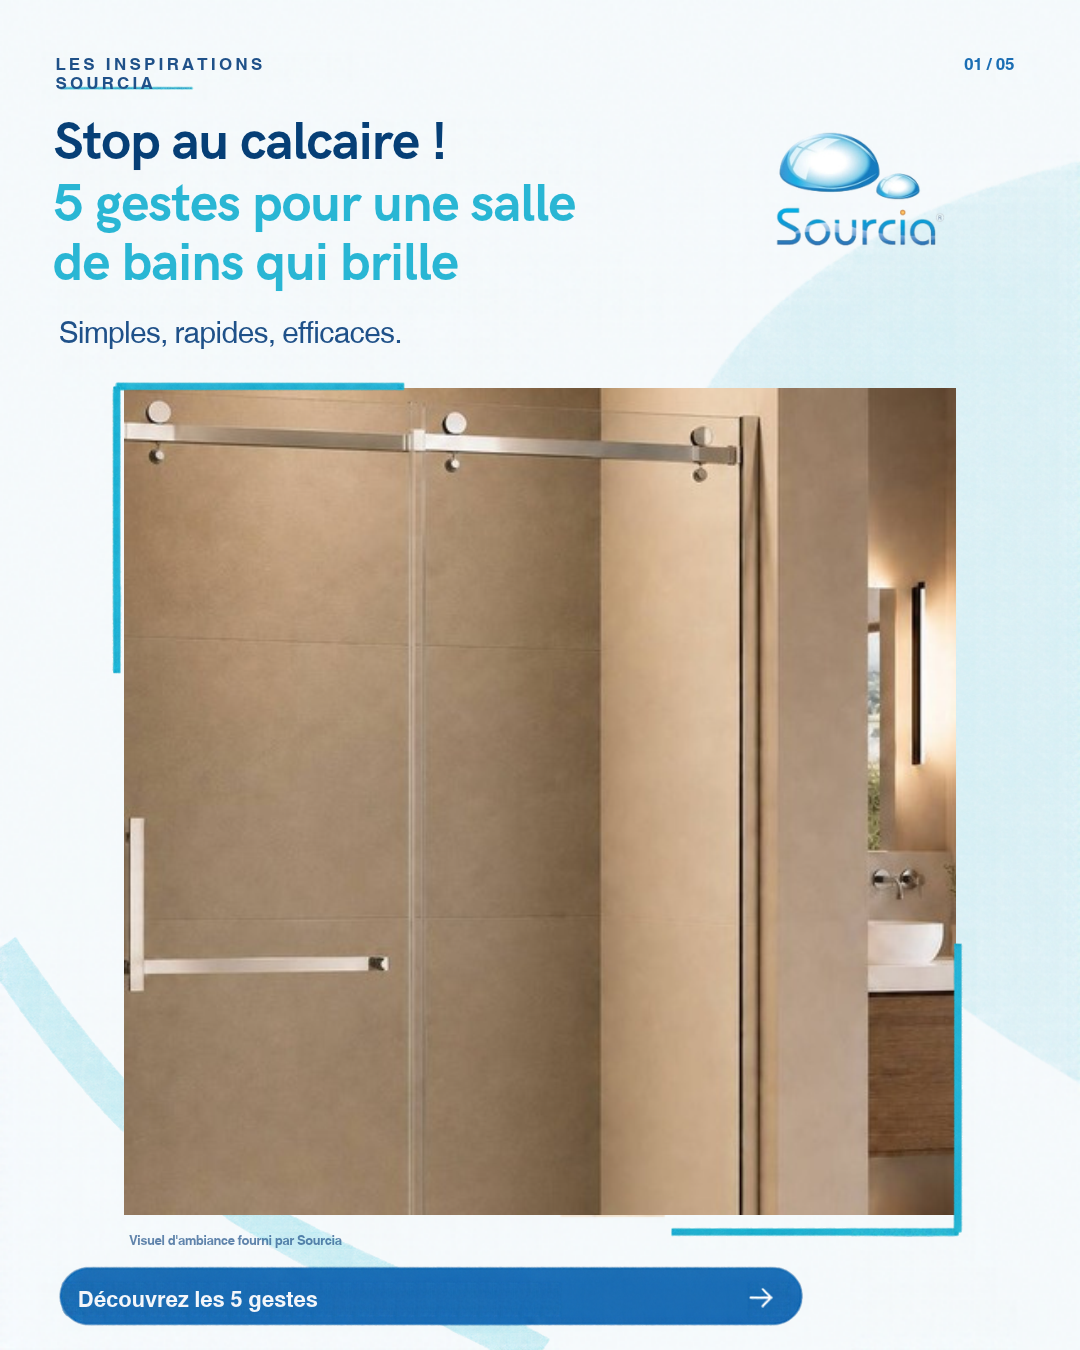 LES INSPIRATIONS
SOURCIA
01 / 05
Stop au calcaire !
5 gestes pour une salle
de bains qui brille
Sourcia®
Simples, rapides, efficaces.
Visuel d'ambiance fourni par Sourcia
Découvrez les 5 gestes